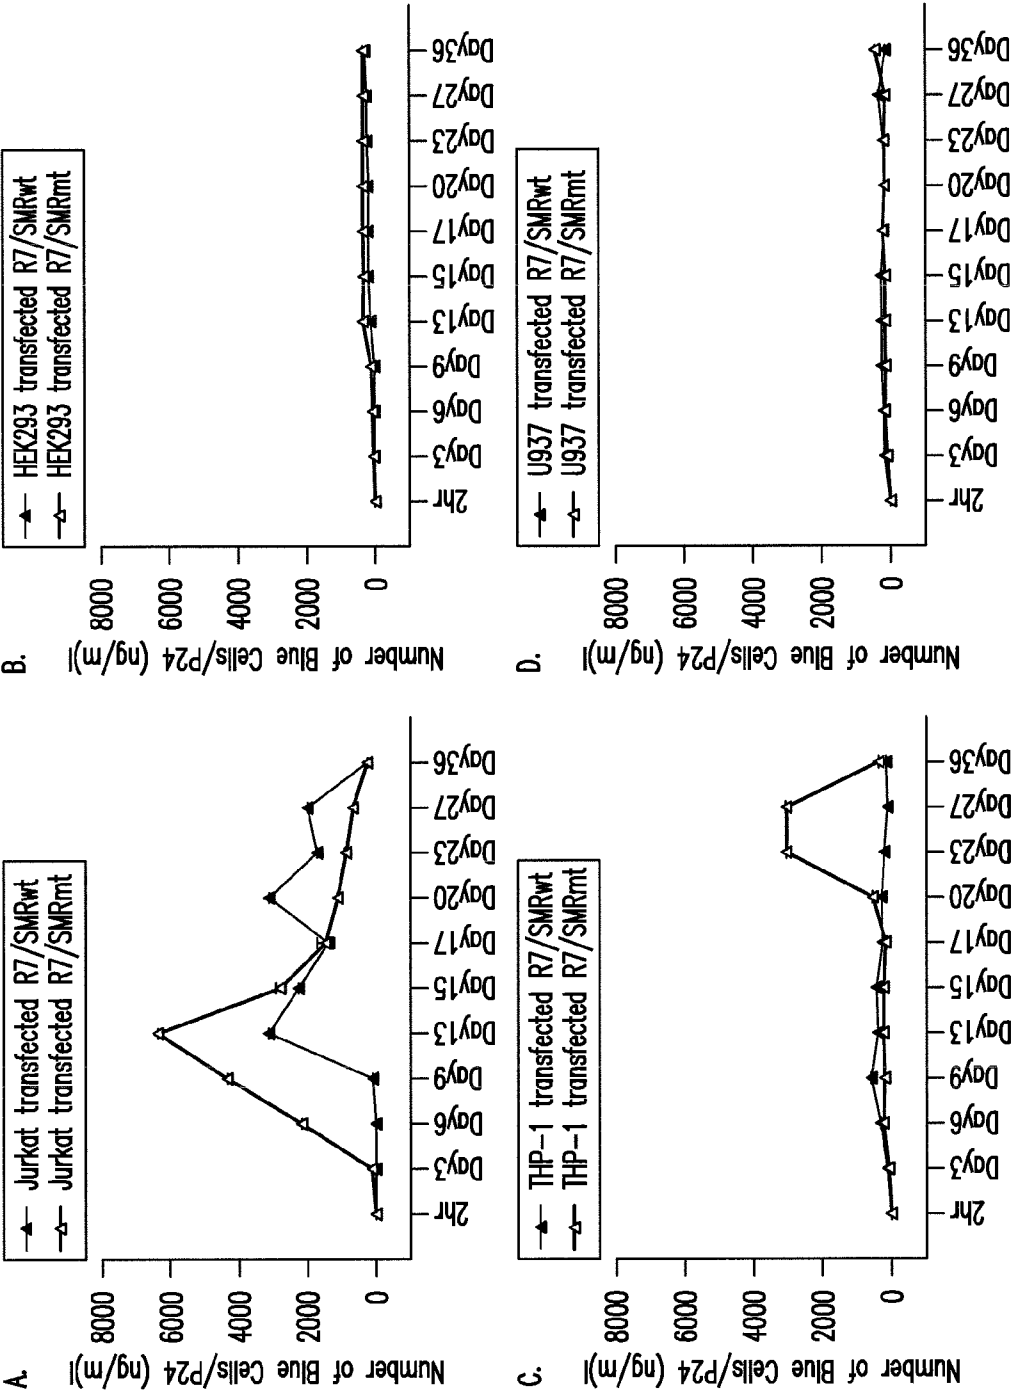 A.
Jurkat transfected R7/SMRwt
Jurkat transfected R7/SMRmt
Number of Blue Cells/P24 (ng/m)l
8000
6000
4000
2000
0
2hr
Day3
Day6
Day9
Day13
Day15
Day17
Day20
Day23
Day27
Day36
B.
HEK293 transfected R7/SMRwt
HEK293 transfected R7/SMRmt
Number of Blue Cells/P24 (ng/m)l
8000
6000
4000
2000
0
2hr
Day3
Day6
Day9
Day13
Day15
Day17
Day20
Day23
Day27
Day36
C.
THP-1 transfected R7/SMRwt
THP-1 transfected R7/SMRmt
Number of Blue Cells/P24 (ng/m)l
8000
6000
4000
2000
0
2hr
Day3
Day6
Day9
Day13
Day15
Day17
Day20
Day23
Day27
Day36
D.
U937 transfected R7/SMRwt
U937 transfected R7/SMRmt
Number of Blue Cells/P24 (ng/m)l
8000
6000
4000
2000
0
2hr
Day3
Day6
Day9
Day13
Day15
Day17
Day20
Day23
Day27
Day36